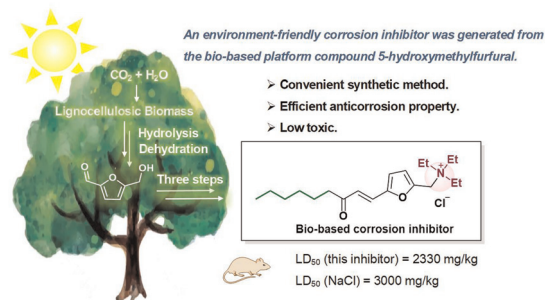 An environment-friendly corrosion inhibitor was generated from
the bio-based platform compound 5-hydroxymethylfurfural.
➢ Convenient synthetic method.
➢ Efficient anticorrosion property.
➢ Low toxic.
CO₂ + H₂O
Lignocellulosic Biomass
Hydrolysis
Dehydration
O
O
OH
Three steps
O
O
Et
Et
N⁺
Et
Cl⁻
Bio-based corrosion inhibitor
LD₅₀ (this inhibitor) = 2330 mg/kg
LD₅₀ (NaCl) = 3000 mg/kg